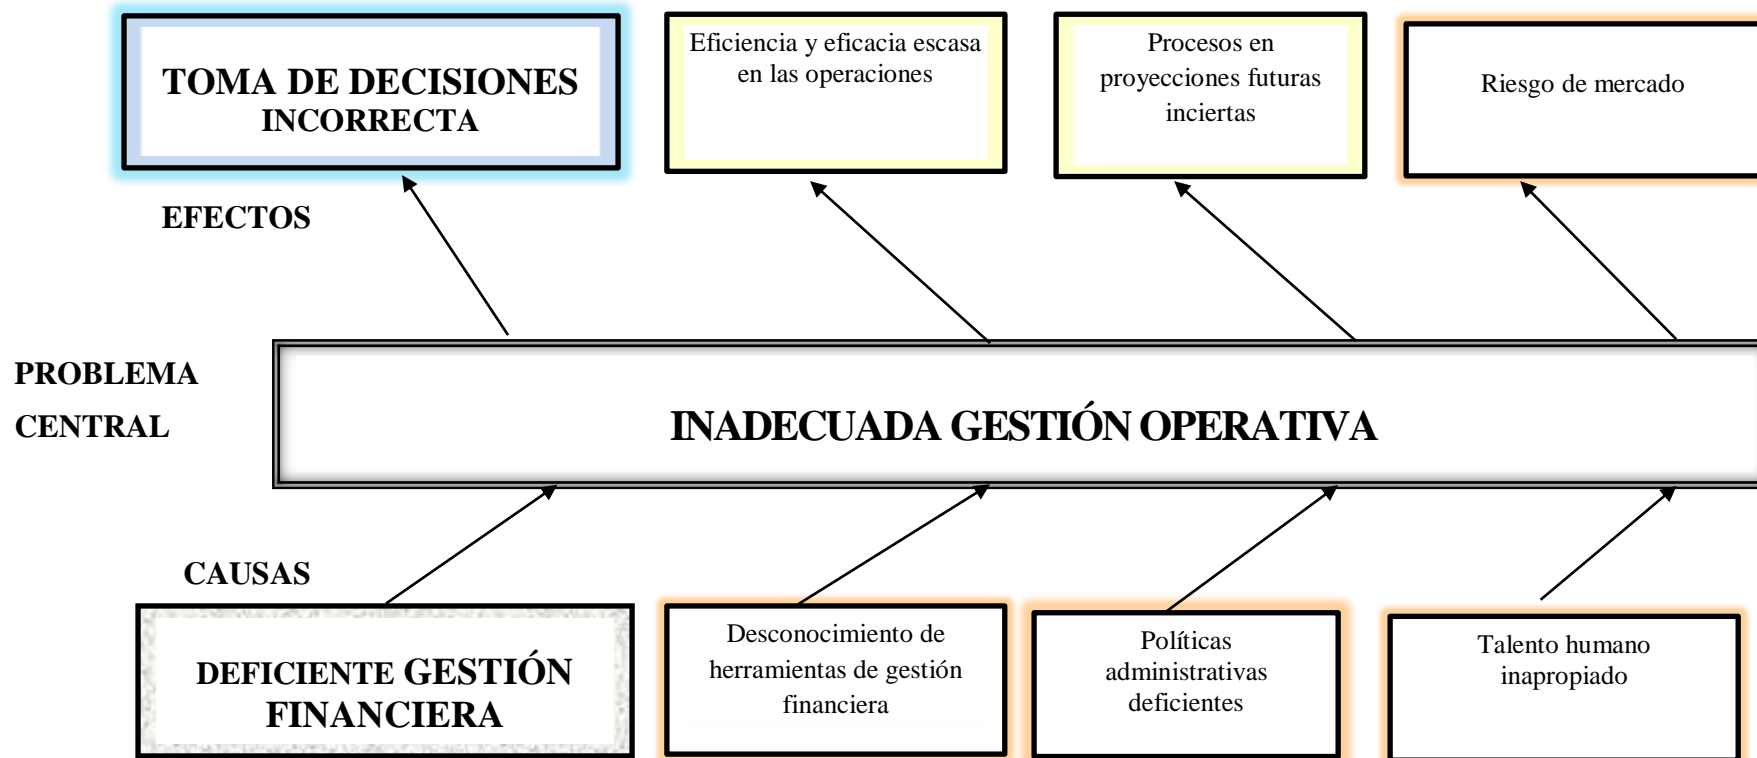 TOMA DE DECISIONES
INCORRECTA
Eficiencia y eficacia escasa
en las operaciones
Procesos en
proyecciones futuras
inciertas
Riesgo de mercado
EFECTOS
PROBLEMA
CENTRAL
INADECUADA GESTIÓN OPERATIVA
CAUSAS
DEFICIENTE GESTIÓN
FINANCIERA
Desconocimiento de
herramientas de gestión
financiera
Políticas
administrativas
deficientes
Talento humano
inapropiado